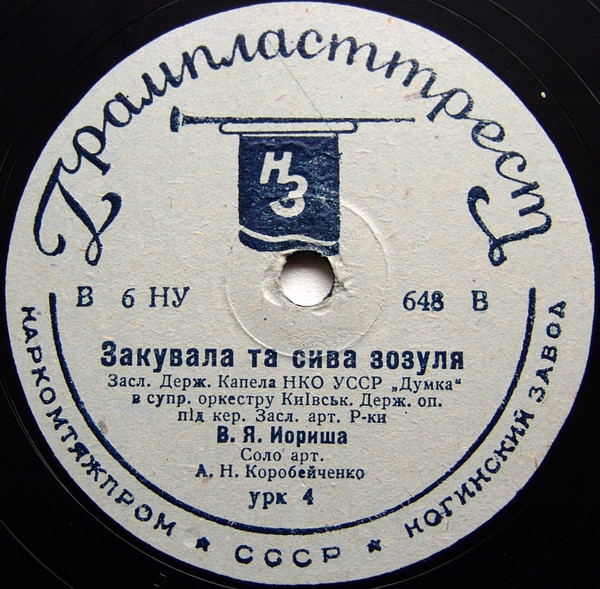 Грампласттрест
НЗ
В 6 НУ 648 В
Закувала та сива зозуля
Засл. Держ. Капела НКО УССР „Думка“
в супр. оркестру Київськ. Держ. оп.
під кер. Засл. арт. Р-ки
В. Я. Иориша
Соло арт.
А. Н. Коробейченко
урк 4
НАРКОМТЯЖПРОМ ★ СССР ★ НОГИНСКИЙ ЗАВОД